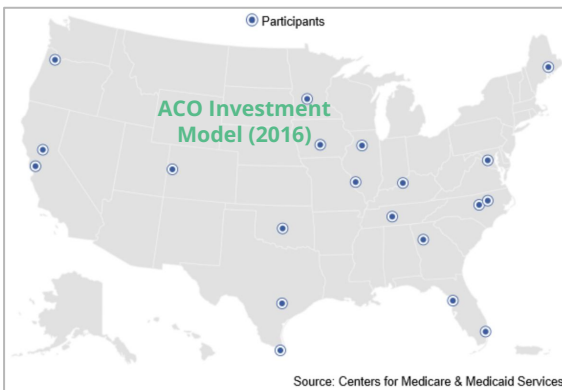 Participants
ACO Investment
Model (2016)
Source: Centers for Medicare & Medicaid Services